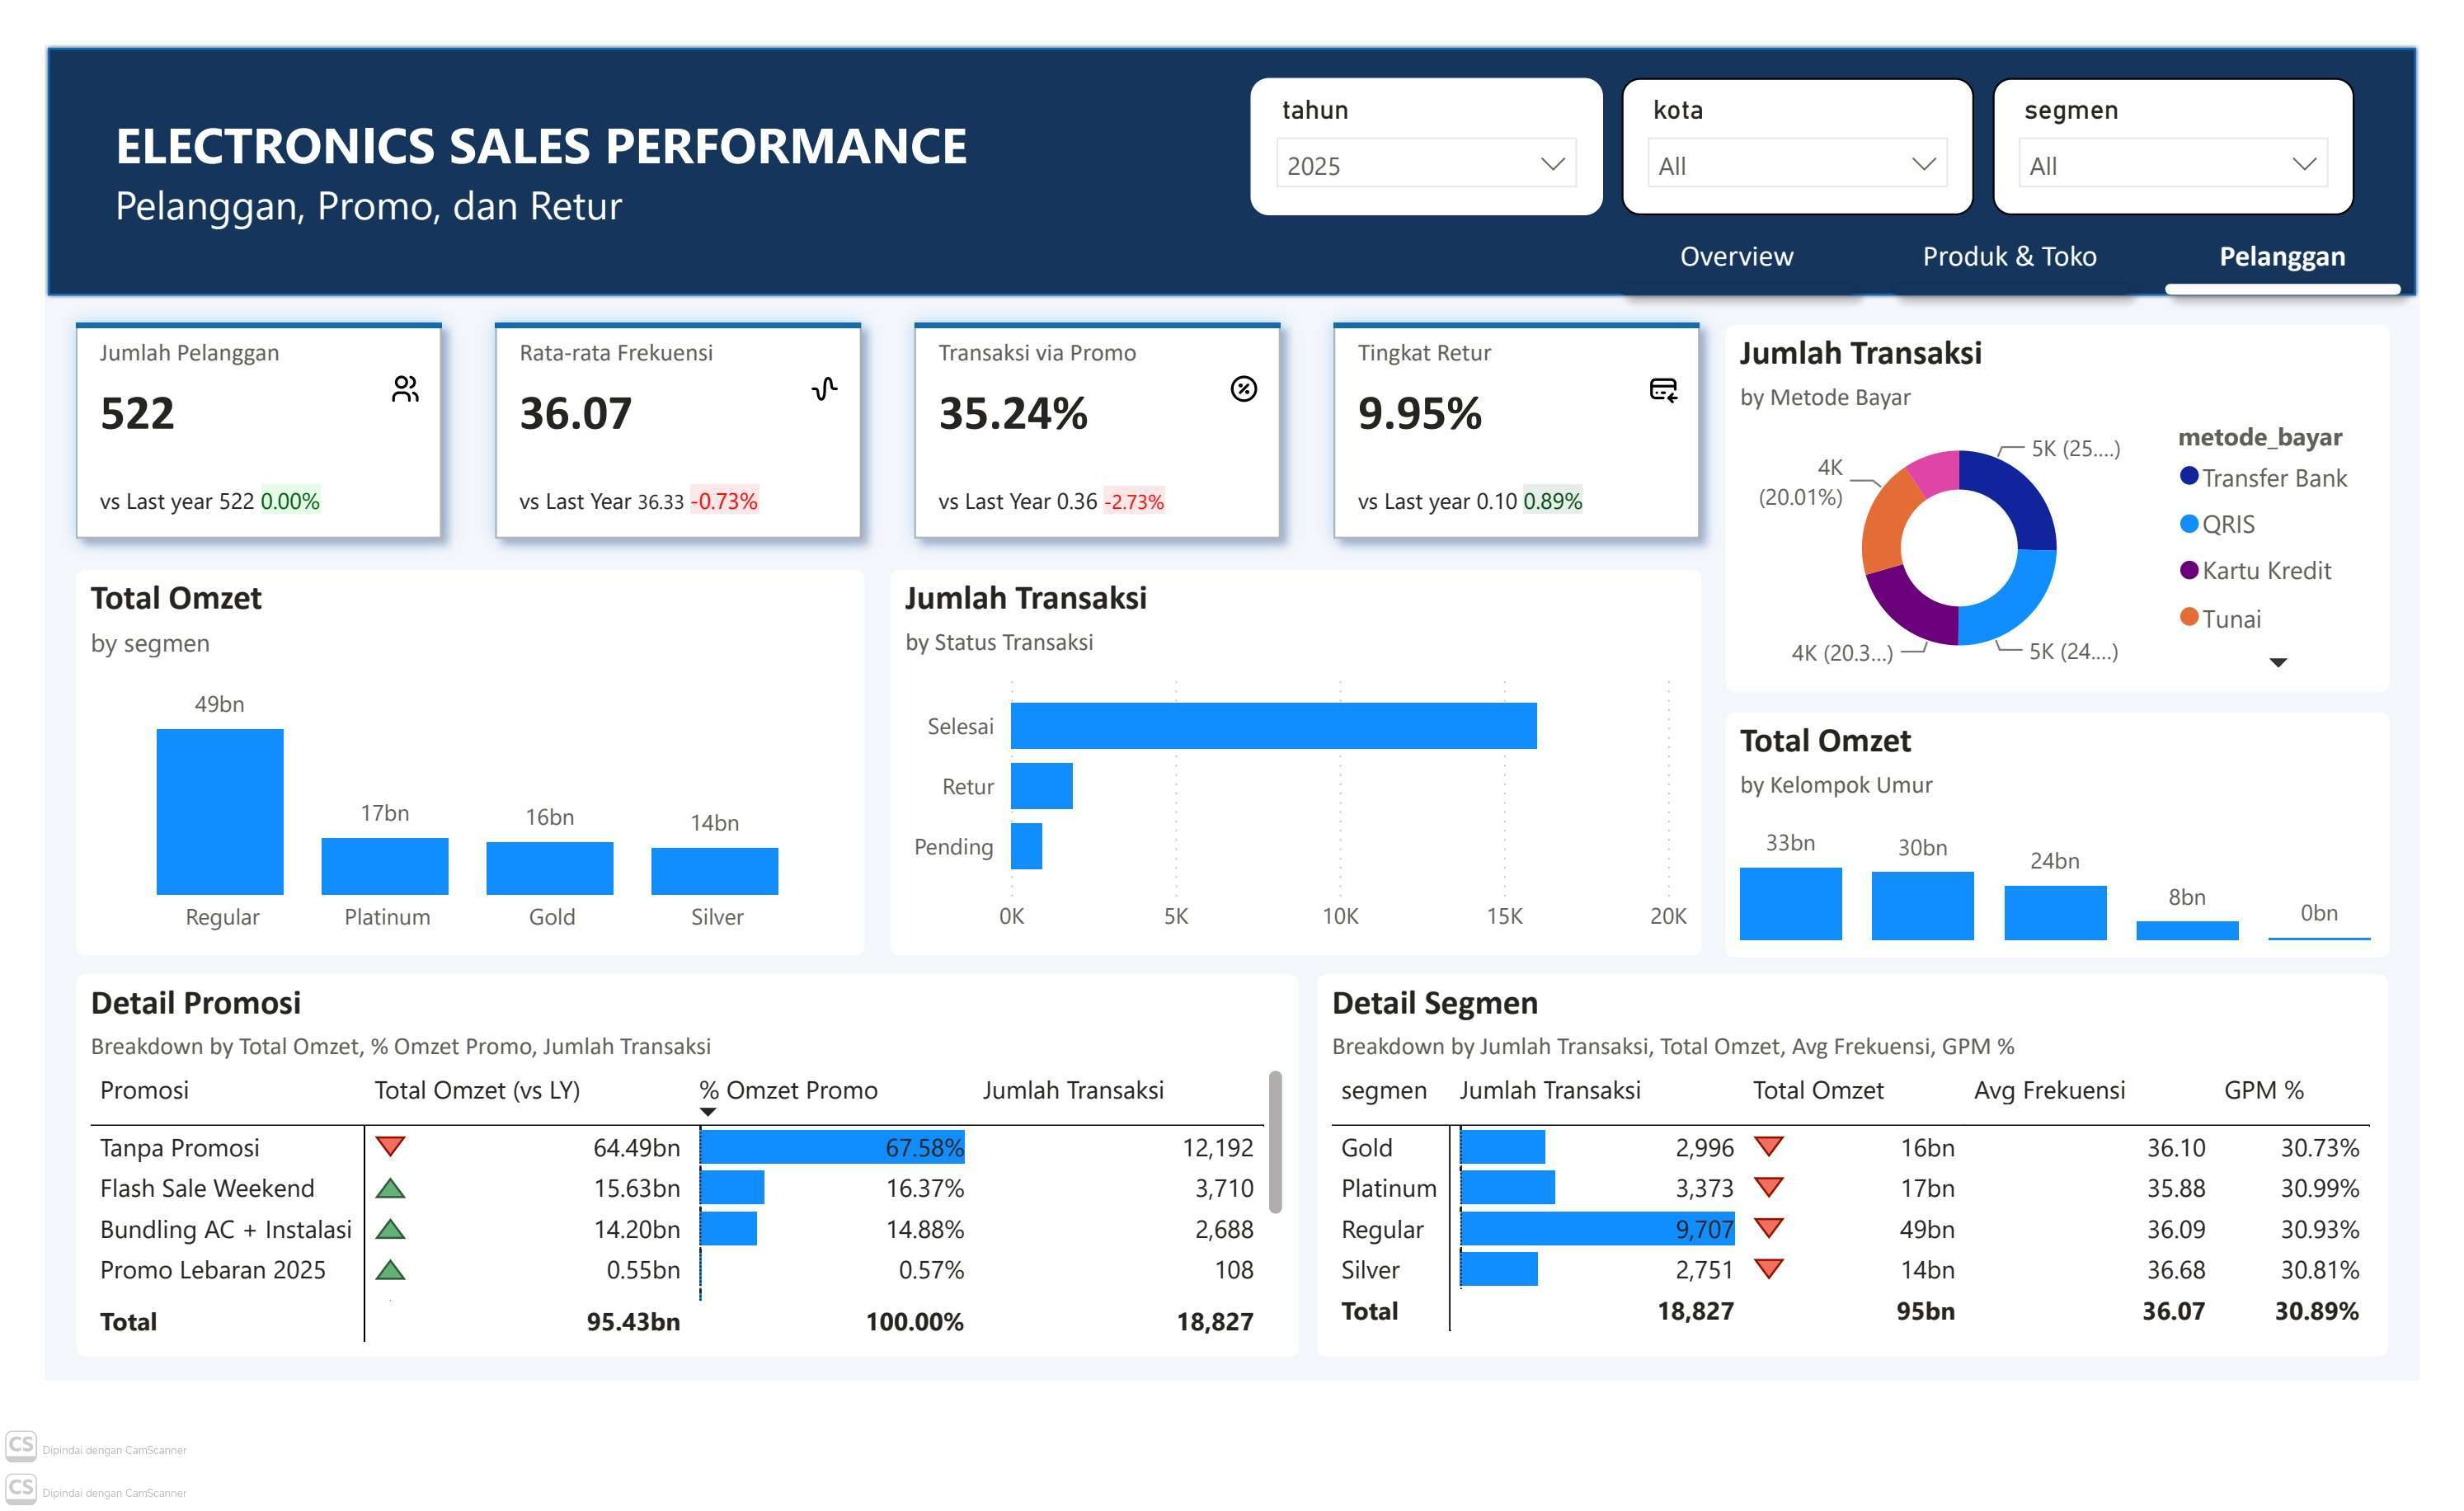 ELECTRONICS SALES PERFORMANCE
Pelanggan, Promo, dan Retur
tahun
2025
kota
All
segmen
All
Overview
Produk & Toko
Pelanggan
Jumlah Pelanggan
522
vs Last year 522 0.00%
Rata-rata Frekuensi
36.07
vs Last Year 36.33 -0.73%
Transaksi via Promo
35.24%
vs Last Year 0.36 -2.73%
Tingkat Retur
9.95%
vs Last year 0.10 0.89%
Jumlah Transaksi
by Metode Bayar
5K (25....)
4K
(20.01%)
4K (20.3...)
5K (24....)
metode_bayar
Transfer Bank
QRIS
Kartu Kredit
Tunai
Total Omzet
by segmen
49bn
17bn
16bn
14bn
Regular
Platinum
Gold
Silver
Jumlah Transaksi
by Status Transaksi
Selesai
Retur
Pending
0K
5K
10K
15K
20K
Total Omzet
by Kelompok Umur
33bn
30bn
24bn
8bn
0bn
Detail Promosi
Breakdown by Total Omzet, % Omzet Promo, Jumlah Transaksi
Promosi Total Omzet (vs LY) % Omzet Promo Jumlah Transaksi
Tanpa Promosi 64.49bn 67.58% 12,192
Flash Sale Weekend 15.63bn 16.37% 3,710
Bundling AC + Instalasi 14.20bn 14.88% 2,688
Promo Lebaran 2025 0.55bn 0.57% 108
Total 95.43bn 100.00% 18,827
Detail Segmen
Breakdown by Jumlah Transaksi, Total Omzet, Avg Frekuensi, GPM %
segmen Jumlah Transaksi Total Omzet Avg Frekuensi GPM %
Gold 2,996 16bn 36.10 30.73%
Platinum 3,373 17bn 35.88 30.99%
Regular 9,707 49bn 36.09 30.93%
Silver 2,751 14bn 36.68 30.81%
Total 18,827 95bn 36.07 30.89%
CS Dipindai dengan CamScanner
CS Dipindai dengan CamScanner